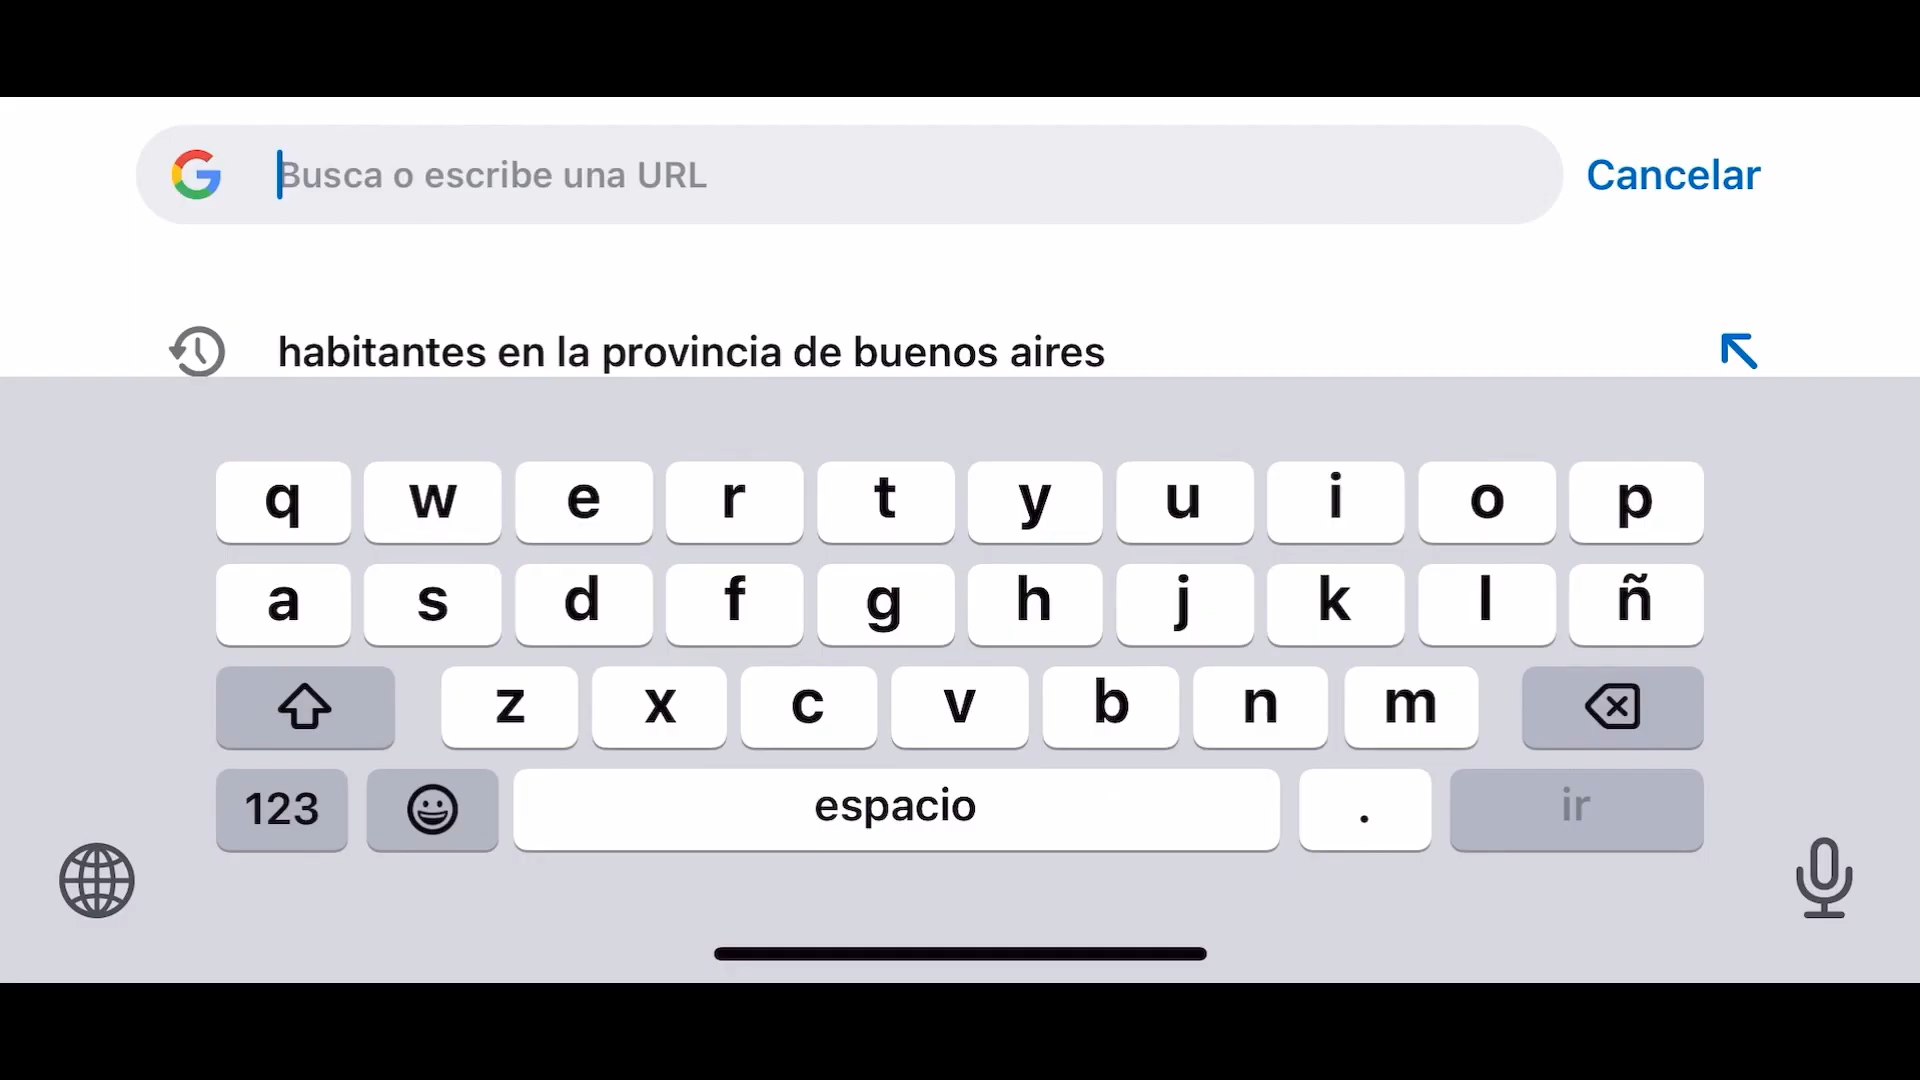 Busca o escribe una URL Cancelar
habitantes en la provincia de buenos aires
q w e r t y u i o p
a s d f g h j k l ñ
z x c v b n m
123 espacio . ir